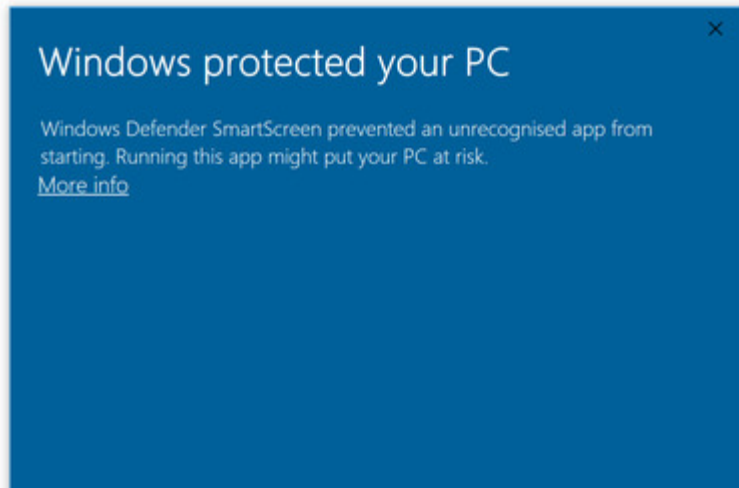 Windows protected your PC
Windows Defender SmartScreen prevented an unrecognised app from
starting. Running this app might put your PC at risk.
More info